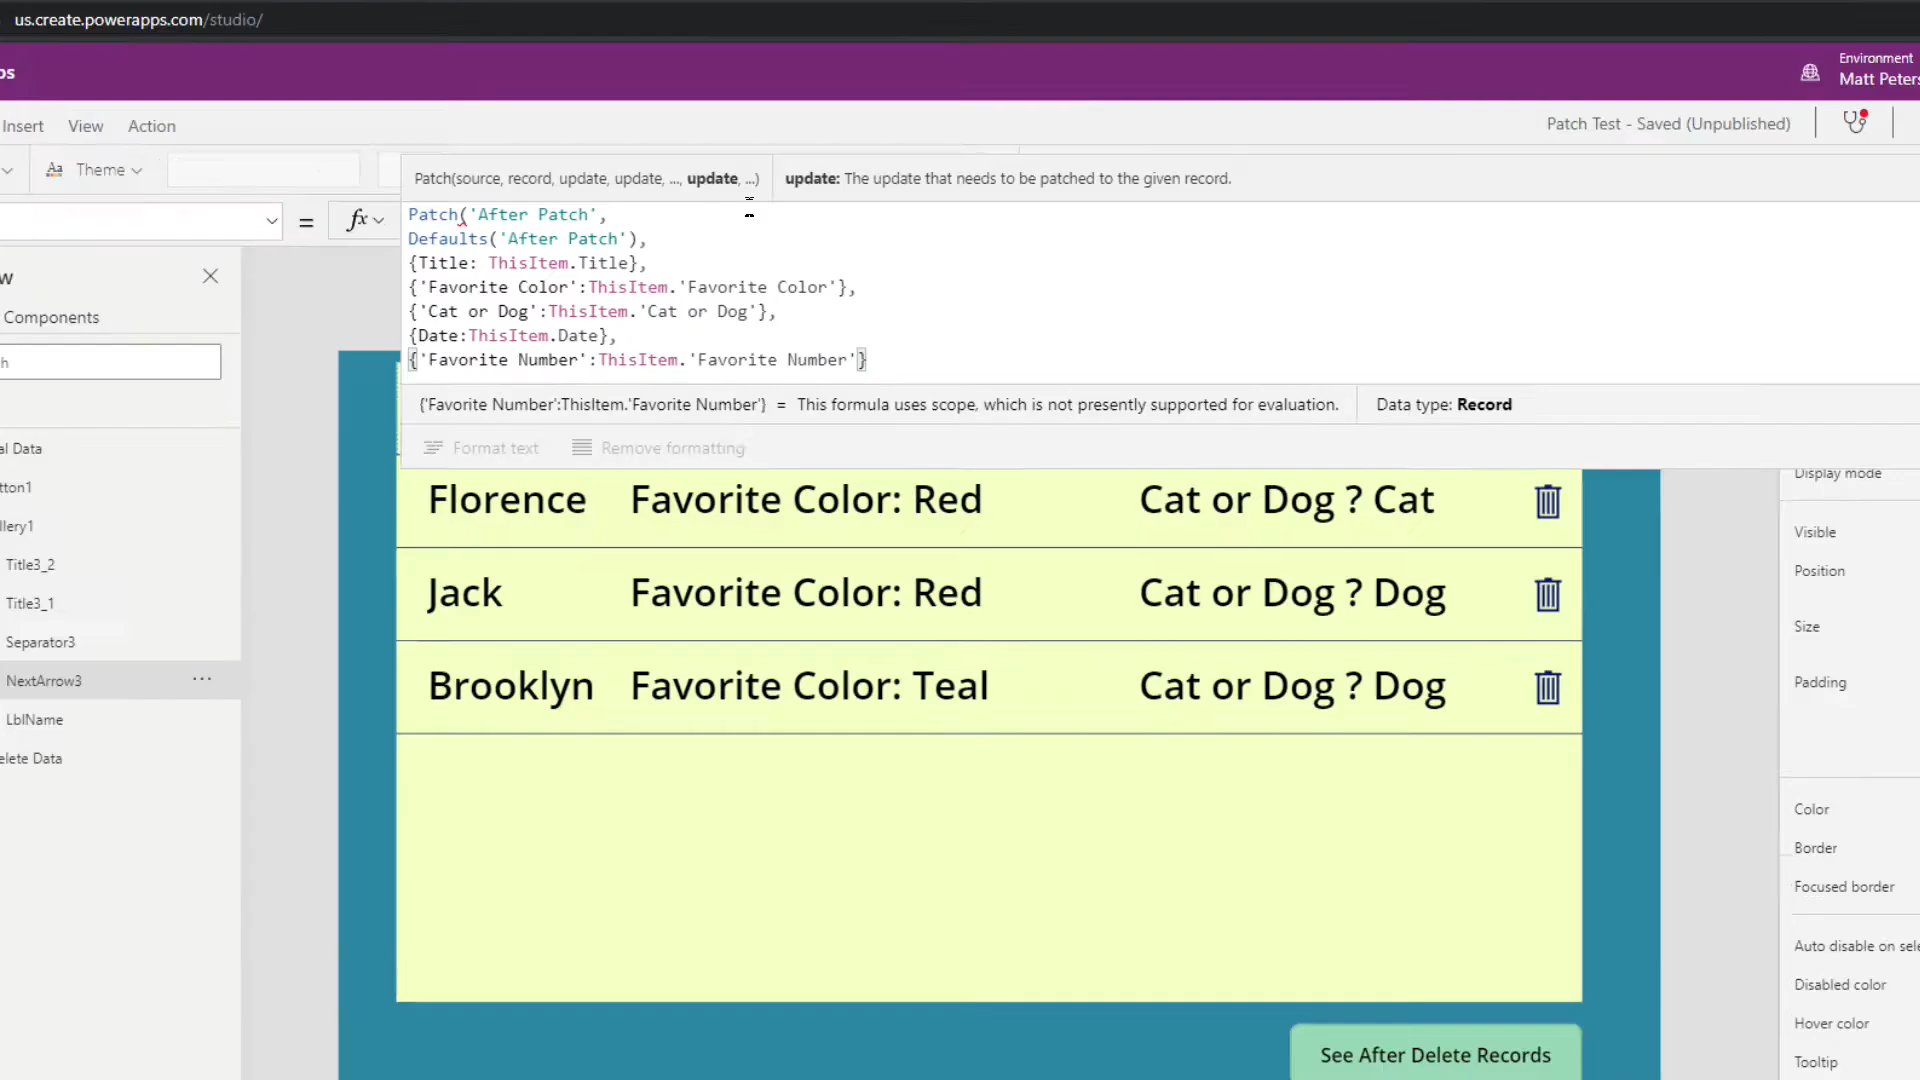 us.create.powerapps.com/studio/
ps
Environment
Matt Peters
Insert View Action
Patch Test - Saved (Unpublished)
Theme
Patch(source, record, update, update, ..., update, ...)
update: The update that needs to be patched to the given record.
= fx
Patch('After Patch',
Defaults('After Patch'),
{Title: ThisItem.Title},
{'Favorite Color':ThisItem.'Favorite Color'},
{'Cat or Dog':ThisItem.'Cat or Dog'},
{Date:ThisItem.Date},
{'Favorite Number':ThisItem.'Favorite Number'}
{'Favorite Number':ThisItem.'Favorite Number'} = This formula uses scope, which is not presently supported for evaluation.
Data type: Record
Format text Remove formatting
w
Components
h
al Data
tton1
llery1
Title3_2
Title3_1
Separator3
NextArrow3 ...
LblName
elete Data
Florence Favorite Color: Red Cat or Dog ? Cat
Jack Favorite Color: Red Cat or Dog ? Dog
Brooklyn Favorite Color: Teal Cat or Dog ? Dog
See After Delete Records
Display mode
Visible
Position
Size
Padding
Color
Border
Focused border
Auto disable on sele
Disabled color
Hover color
Tooltip